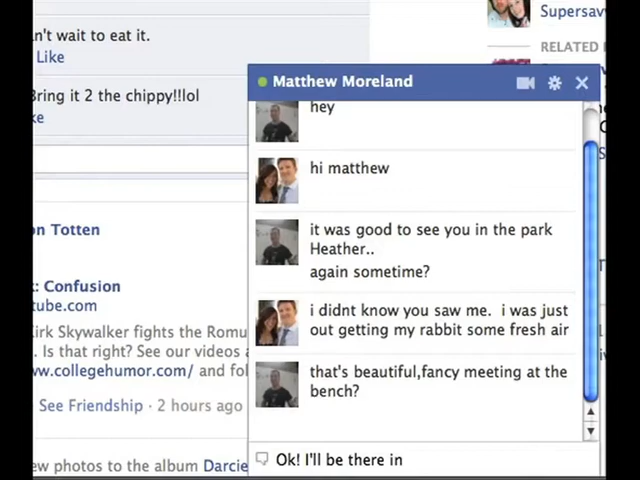 n't wait to eat it.
Like
Supersav
RELATED
Bring it 2 the chippy!!lol
ke
Matthew Moreland
hey
hi matthew
it was good to see you in the park
Heather..
again sometime?
on Totten
: Confusion
tube.com
Kirk Skywalker fights the Romu
. Is that right? See our videos a
ww.collegehumor.com/ and fol
See Friendship · 2 hours ago
i didnt know you saw me. i was just
out getting my rabbit some fresh air
that's beautiful,fancy meeting at the
bench?
ew photos to the album Darcie
Ok! I'll be there in